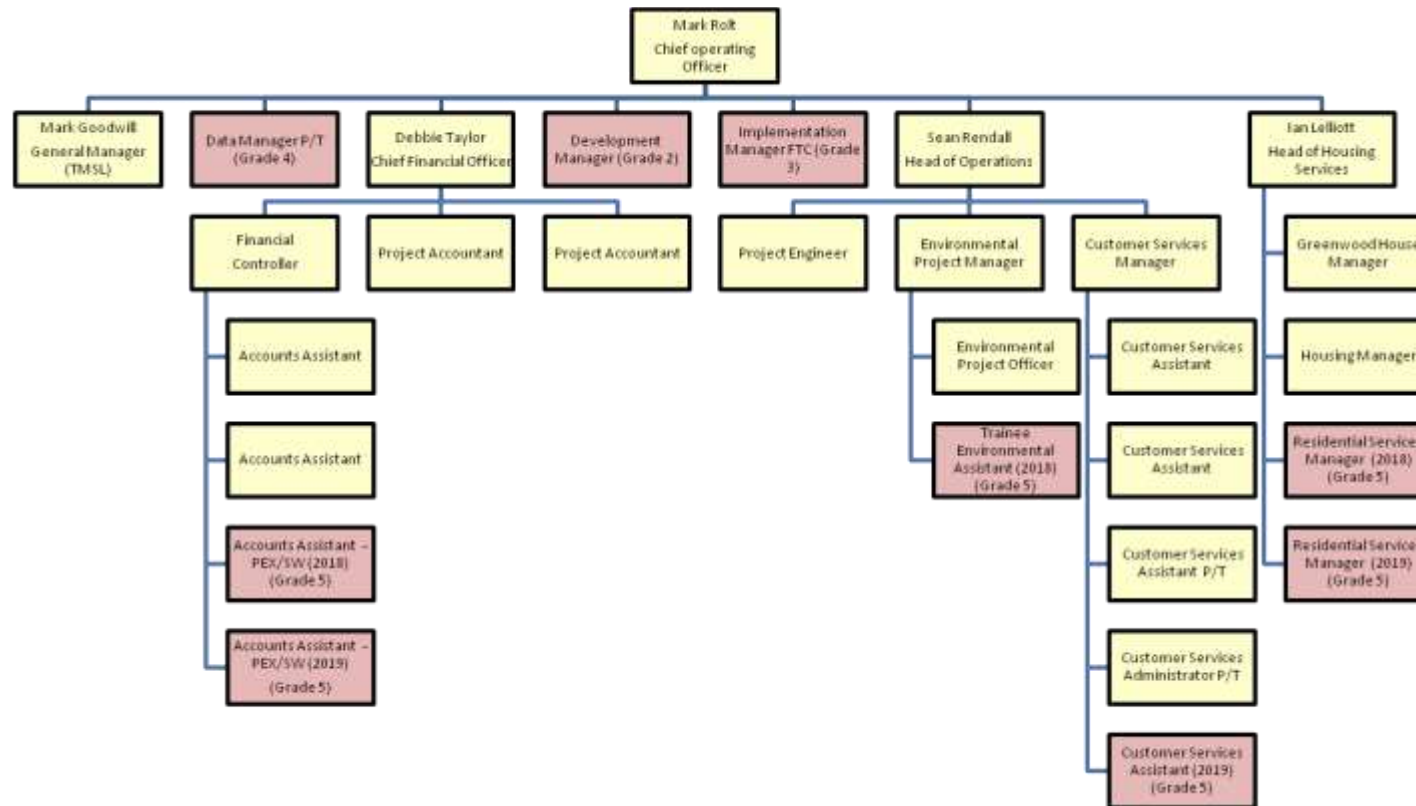 Mark Rolt
Chief operating
Officer
Mark Goodwill
General Manager
(TMSL)
Data Manager P/T
(Grade 4)
Debbie Taylor
Chief Financial Officer
Development
Manager (Grade 2)
Implementation
Manager FTC (Grade
3)
Sean Rendall
Head of Operations
Ian Lelliott
Head of Housing
Services
Financial
Controller
Project Accountant
Project Accountant
Project Engineer
Environmental
Project Manager
Customer Services
Manager
Greenwood House
Manager
Accounts Assistant
Environmental
Project Officer
Customer Services
Assistant
Housing Manager
Accounts Assistant
Trainee
Environmental
Assistant (2018)
(Grade 5)
Customer Services
Assistant
Residential Service
Manager (2018)
(Grade 5)
Accounts Assistant –
PEX/SW (2018)
(Grade 5)
Customer Services
Assistant P/T
Residential Service
Manager (2019)
(Grade 5)
Accounts Assistant –
PEX/SW (2019)
(Grade 5)
Customer Services
Administrator P/T
Customer Services
Assistant (2019)
(Grade 5)